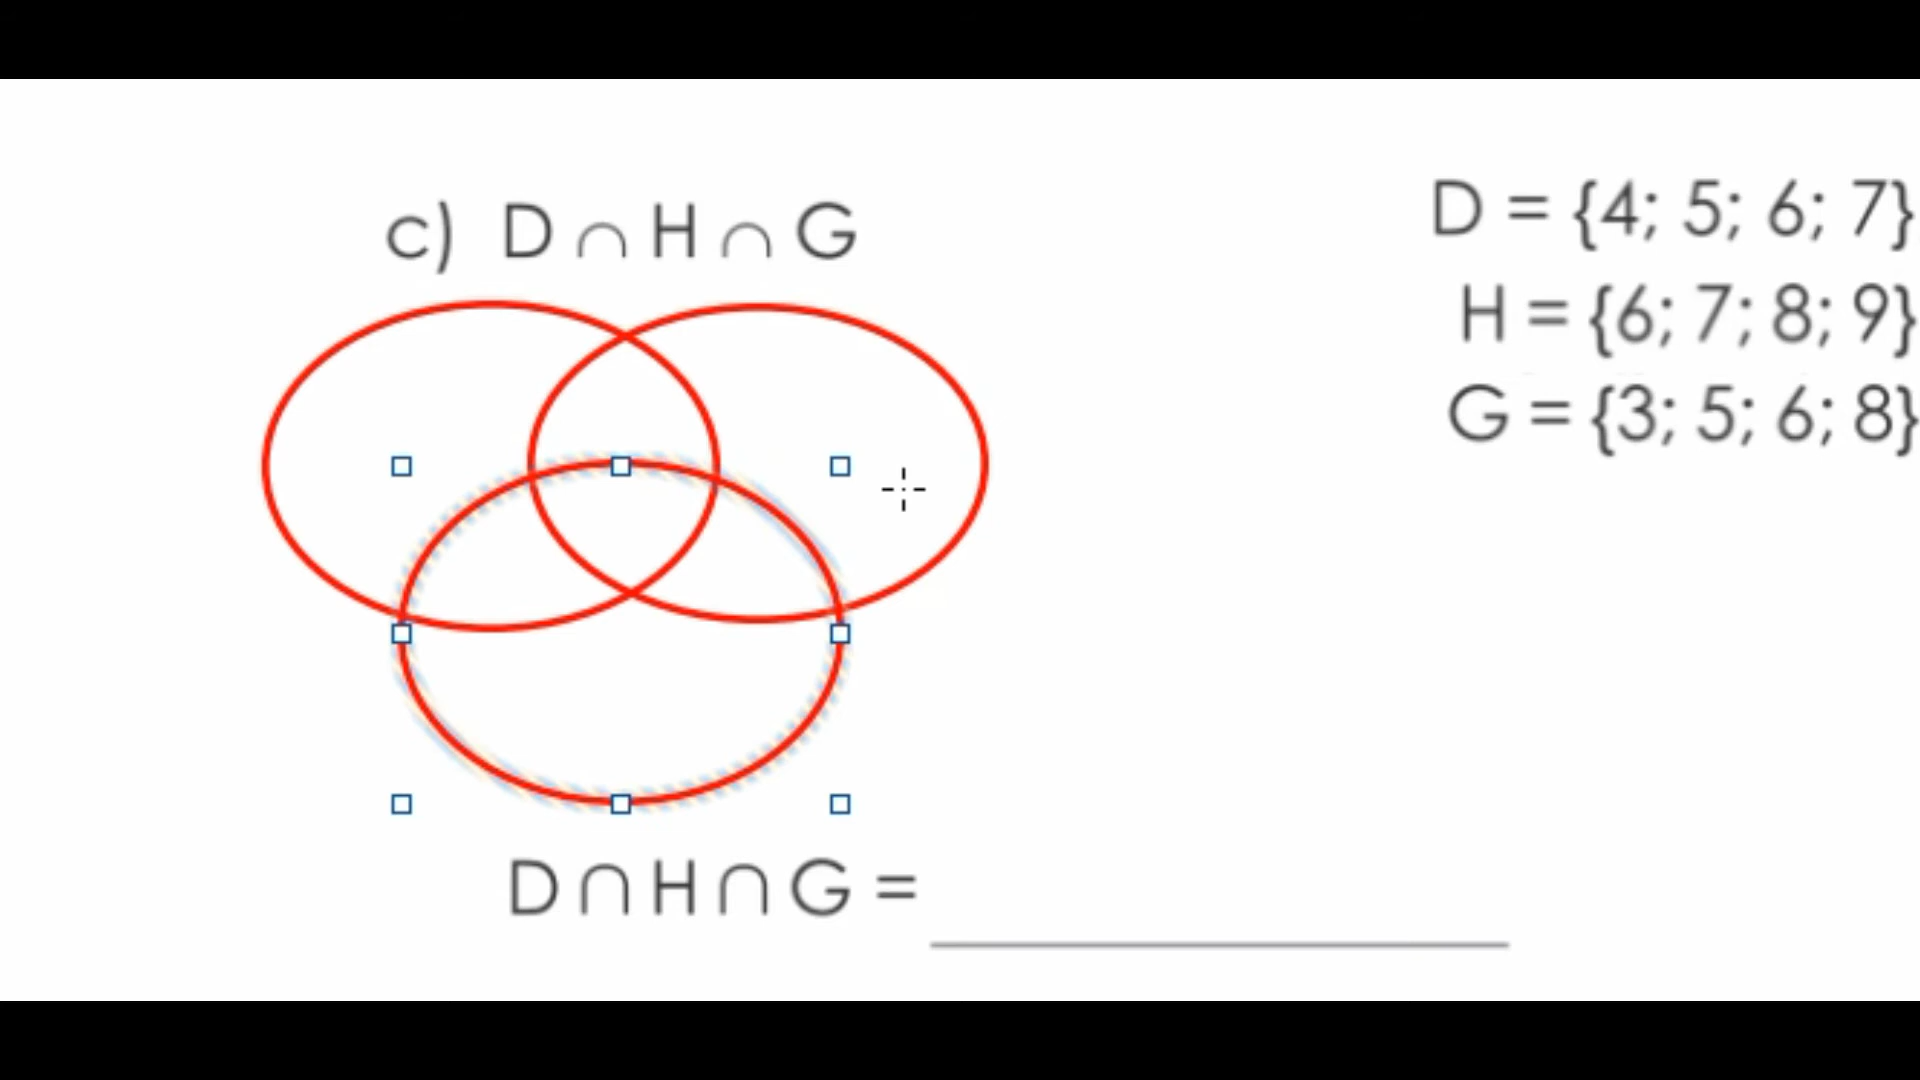 c) D ∩ H ∩ G
D = {4; 5; 6; 7}
H = {6; 7; 8; 9}
G = {3; 5; 6; 8}
D ∩ H ∩ G =